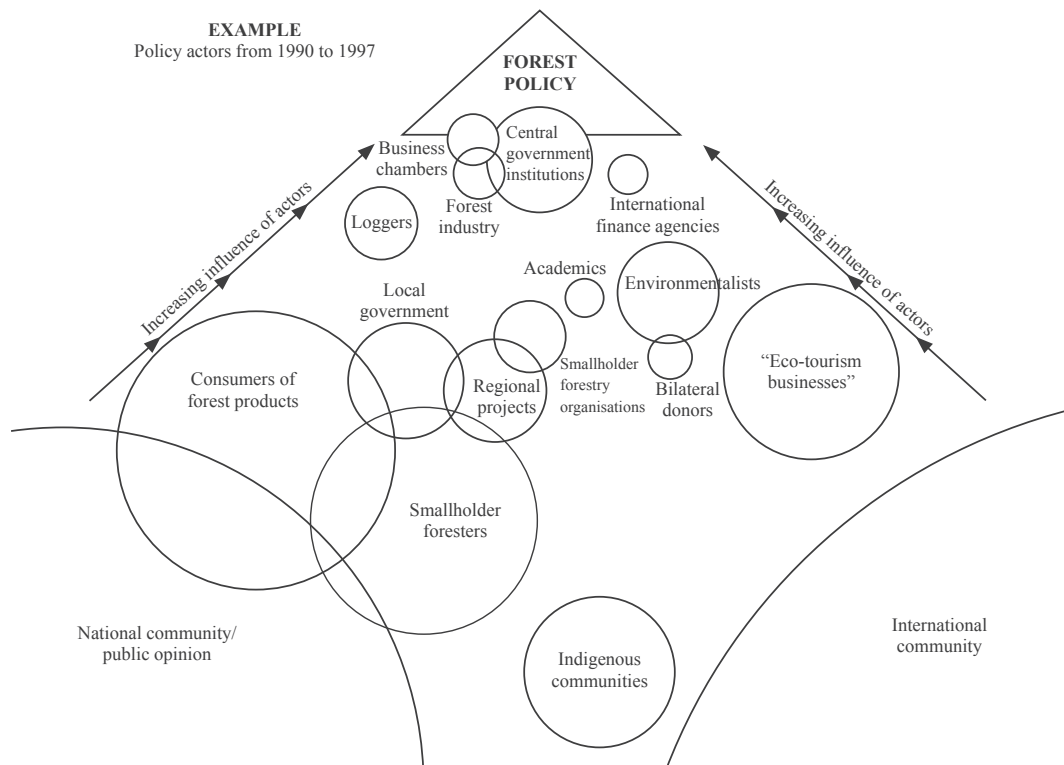 EXAMPLE
Policy actors from 1990 to 1997
FOREST
POLICY
Business
chambers
Central
government
institutions
Forest
industry
Loggers
International
finance agencies
Increasing influence of actors
Increasing influence of actors
Academics
Environmentalists
Local
government
Consumers of
forest products
Regional
projects
Smallholder
forestry
organisations
Bilateral
donors
“Eco-tourism
businesses”
Smallholder
foresters
National community/
public opinion
Indigenous
communities
International
community